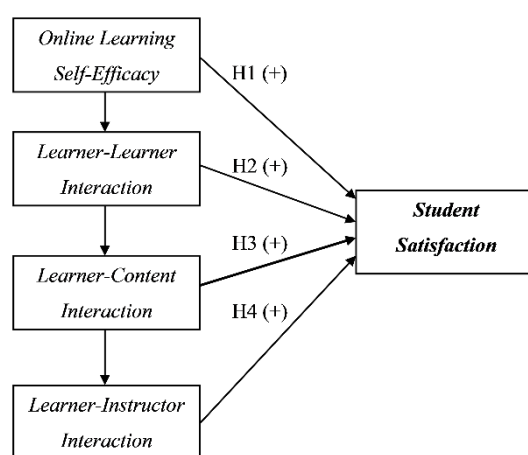 Online Learning
Self-Efficacy
H1 (+)
Learner-Learner
Interaction
H2 (+)
Student
Satisfaction
H3 (+)
Learner-Content
Interaction
H4 (+)
Learner-Instructor
Interaction